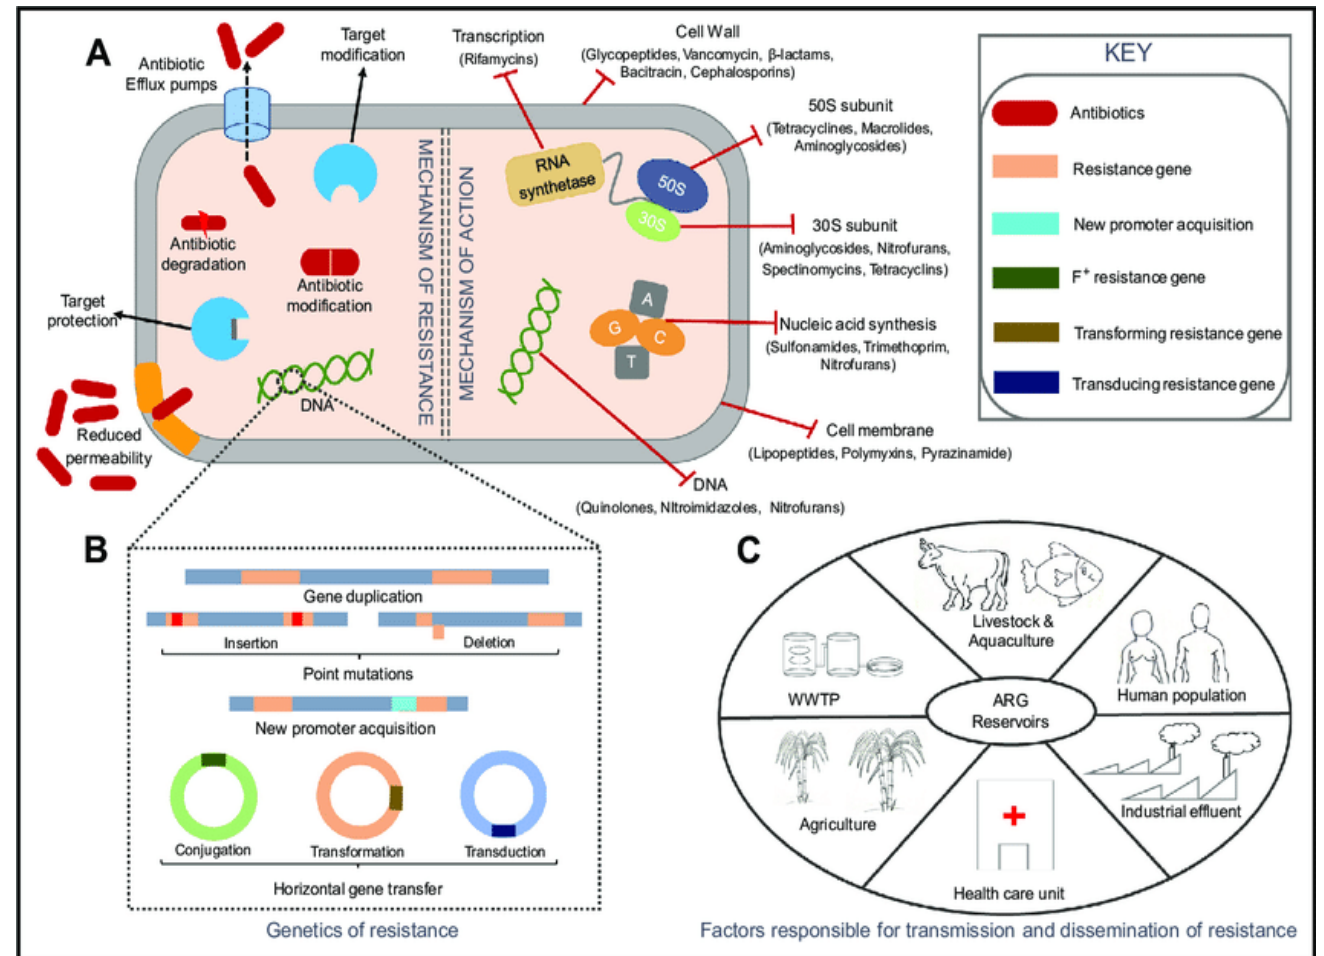 A
Antibiotic
Efflux pumps
Target
modification
Transcription
(Rifamycins)
Cell Wall
(Glycopeptides, Vancomycin, β-lactams,
Bacitracin, Cephalosporins)
50S subunit
(Tetracyclines, Macrolides,
Aminoglycosides)
RNA
synthetase
50S
30S
30S subunit
(Aminoglycosides, Nitrofurans,
Spectinomycins, Tetracyclins)
MECHANISM OF RESISTANCE
MECHANISM OF ACTION
Antibiotic
degradation
Antibiotic
modification
Target
protection
A
G
C
T
Nucleic acid synthesis
(Sulfonamides, Trimethoprim,
Nitrofurans)
DNA
Reduced
permeability
Cell membrane
(Lipopeptides, Polymyxins, Pyrazinamide)
DNA
(Quinolones, NItroimidazoles, Nitrofurans)
KEY
Antibiotics
Resistance gene
New promoter acquisition
F+ resistance gene
Transforming resistance gene
Transducing resistance gene
B
Gene duplication
Insertion
Deletion
Point mutations
New promoter acquisition
Conjugation
Transformation
Transduction
Horizontal gene transfer
Genetics of resistance
C
Livestock &
Aquaculture
WWTP
Human population
ARG
Reservoirs
Agriculture
Industrial effluent
Health care unit
Factors responsible for transmission and dissemination of resistance